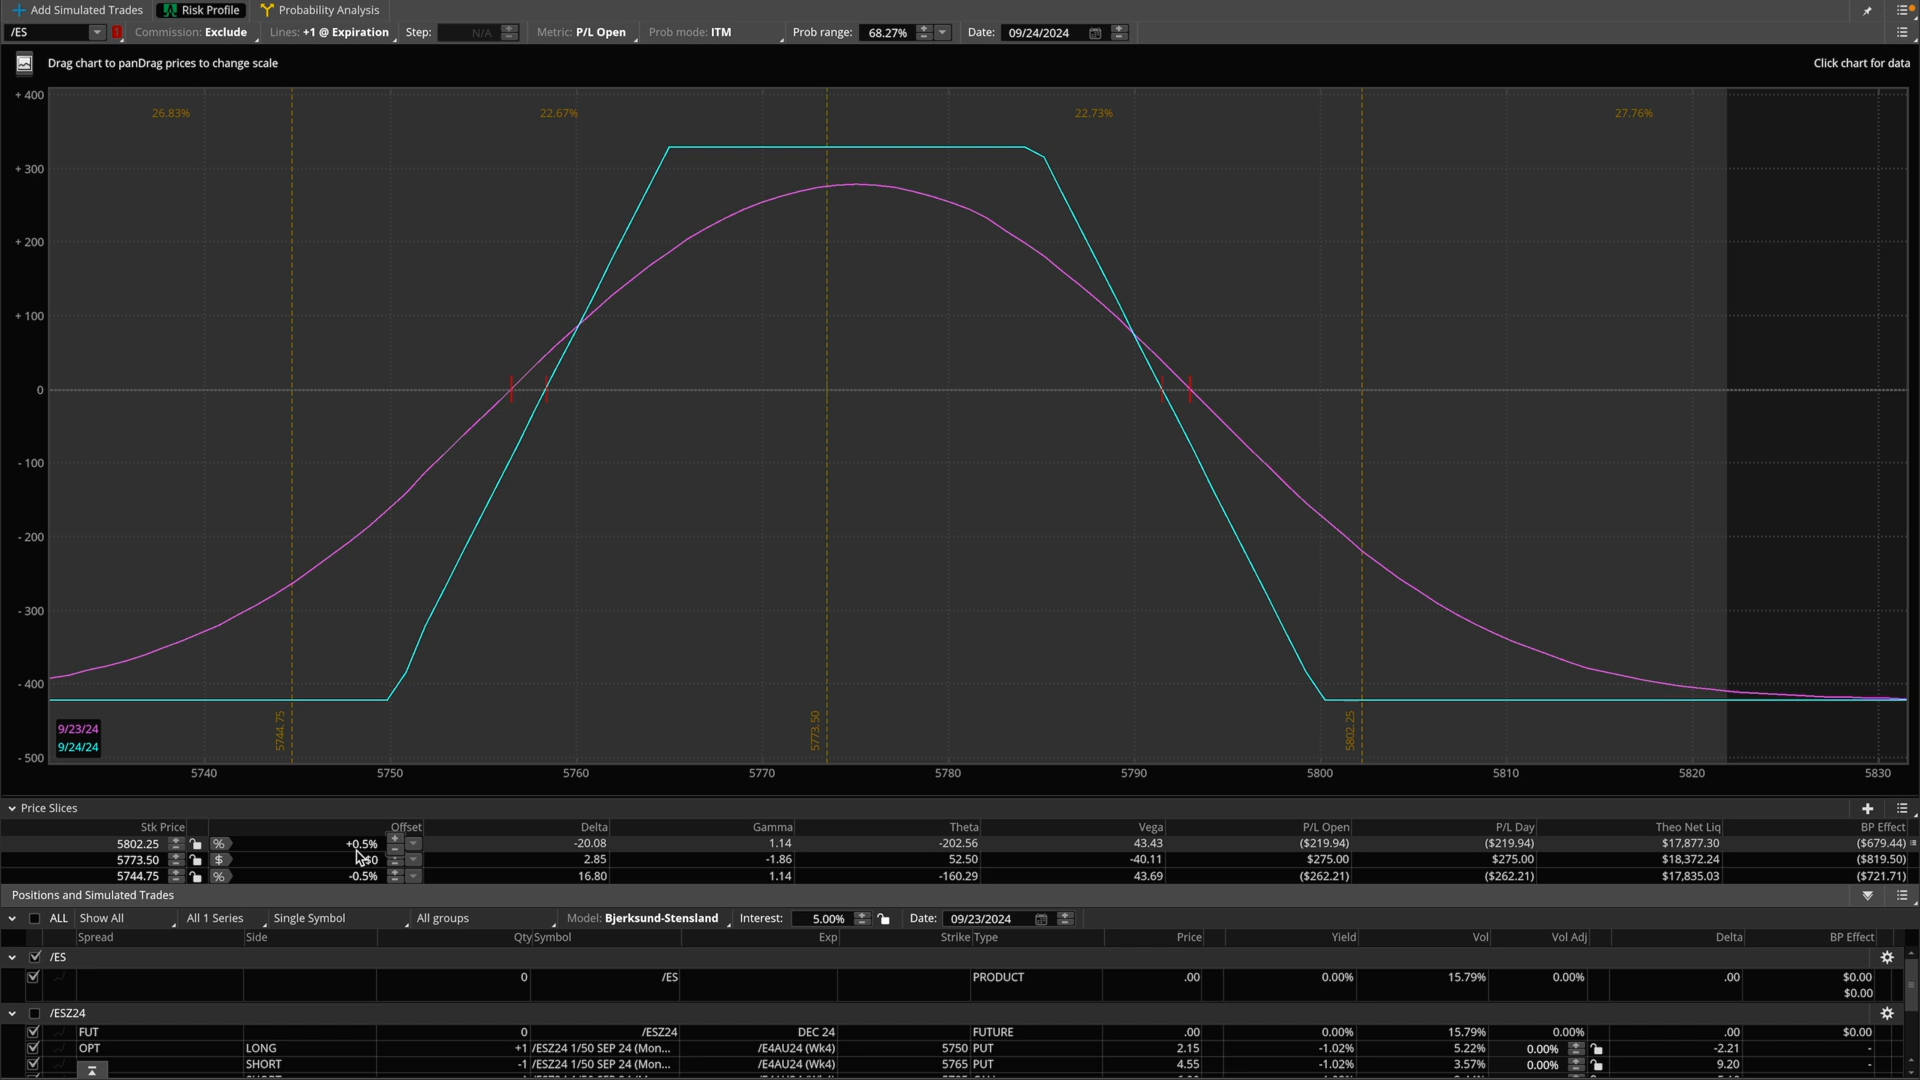 Add Simulated Trades Risk Profile Probability Analysis
/ES 1 Commission: Exclude Lines: +1 @ Expiration Step: N/A Metric: P/L Open Prob mode: ITM Prob range: 68.27% Date: 09/24/2024
Drag chart to panDrag prices to change scale Click chart for data
+ 400
26.83% 22.67% 22.73% 27.76%
+ 300
+ 200
+ 100
0
- 100
- 200
- 300
- 400
9/23/24
9/24/24
5744.75 5773.50 5802.25
- 500
5740 5750 5760 5770 5780 5790 5800 5810 5820 5830
Price Slices
Stk Price Offset Delta Gamma Theta Vega P/L Open P/L Day Theo Net Liq BP Effect
5802.25 % +0.5% -20.08 1.14 -202.56 43.43 ($219.94) ($219.94) $17,877.30 ($679.44)
5773.50 $ 2.85 -1.86 52.50 -40.11 $275.00 $275.00 $18,372.24 ($819.50)
5744.75 % -0.5% 16.80 1.14 -160.29 43.69 ($262.21) ($262.21) $17,835.03 ($721.71)
Positions and Simulated Trades
ALL Show All All 1 Series Single Symbol All groups Model: Bjerksund-Stensland Interest: 5.00% Date: 09/23/2024
Spread Side Qty Symbol Exp Strike Type Price Yield Vol Vol Adj Delta BP Effect
/ES
0 /ES PRODUCT .00 0.00% 15.79% 0.00% .00 $0.00
$0.00
/ESZ24
FUT 0 /ESZ24 DEC 24 FUTURE .00 0.00% 15.79% 0.00% .00 $0.00
OPT LONG +1 /ESZ24 1/50 SEP 24 (Mon... /E4AU24 (Wk4) 5750 PUT 2.15 -1.02% 5.22% 0.00% -2.21 -
SHORT -1 /ESZ24 1/50 SEP 24 (Mon... /E4AU24 (Wk4) 5765 PUT 4.55 -1.02% 3.57% 0.00% 9.20 -